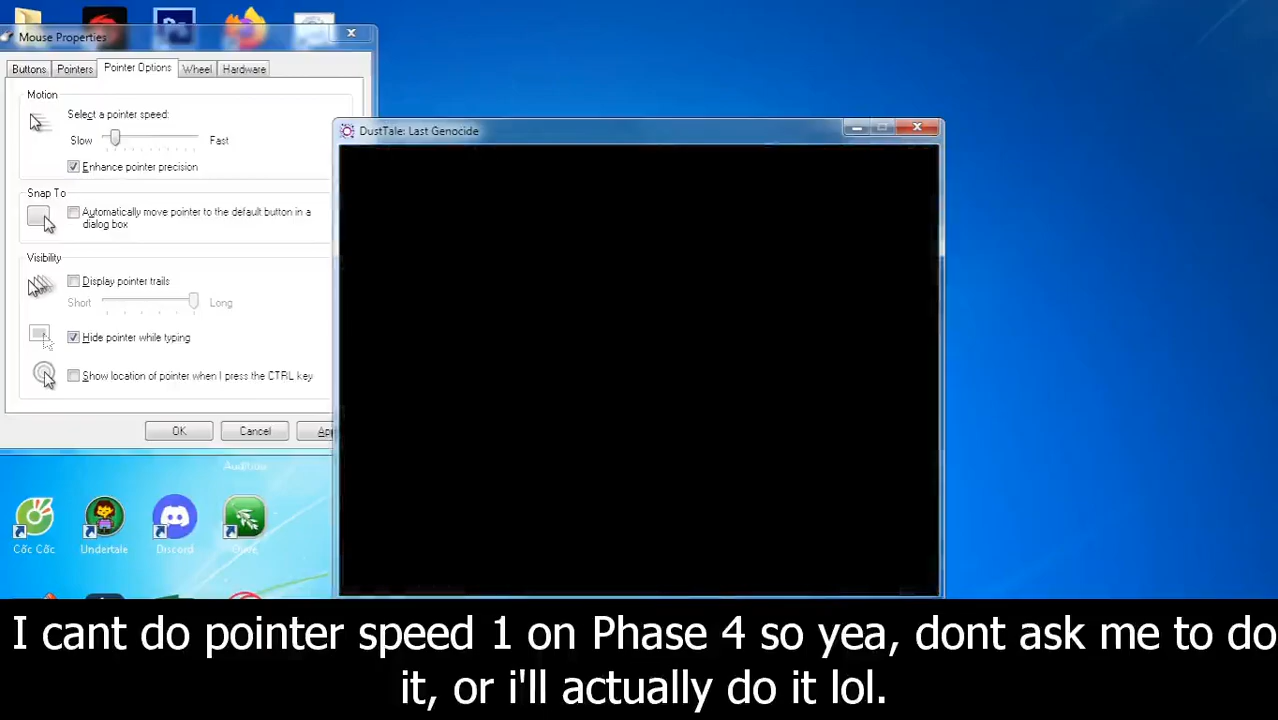 Mouse Properties
Buttons
Pointers
Pointer Options
Wheel
Hardware
Motion
Select a pointer speed:
Slow
Fast
Enhance pointer precision
Snap To
Automatically move pointer to the default button in a
dialog box
Visibility
Display pointer trails
Short
Long
Hide pointer while typing
Show location of pointer when I press the CTRL key
OK
Cancel
DustTale: Last Genocide
Audition
Cốc Cốc
Undertale
Discord
I cant do pointer speed 1 on Phase 4 so yea, dont ask me to do
it, or i'll actually do it lol.